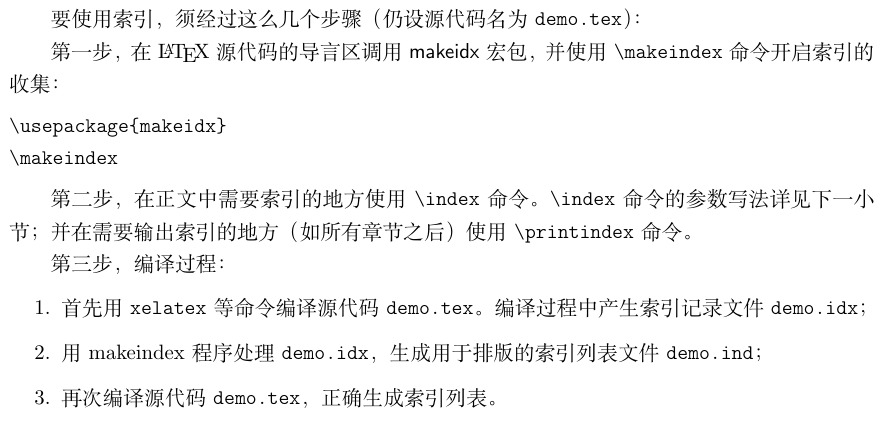 要使用索引，须经过这么几个步骤（仍设源代码名为 demo.tex）：
第一步，在 LATEX 源代码的导言区调用 makeidx 宏包，并使用 \makeindex 命令开启索引的
收集：
\usepackage{makeidx}
\makeindex
第二步，在正文中需要索引的地方使用 \index 命令。\index 命令的参数写法详见下一小
节；并在需要输出索引的地方（如所有章节之后）使用 \printindex 命令。
第三步，编译过程：
1. 首先用 xelatex 等命令编译源代码 demo.tex。编译过程中产生索引记录文件 demo.idx；
2. 用 makeindex 程序处理 demo.idx，生成用于排版的索引列表文件 demo.ind；
3. 再次编译源代码 demo.tex，正确生成索引列表。